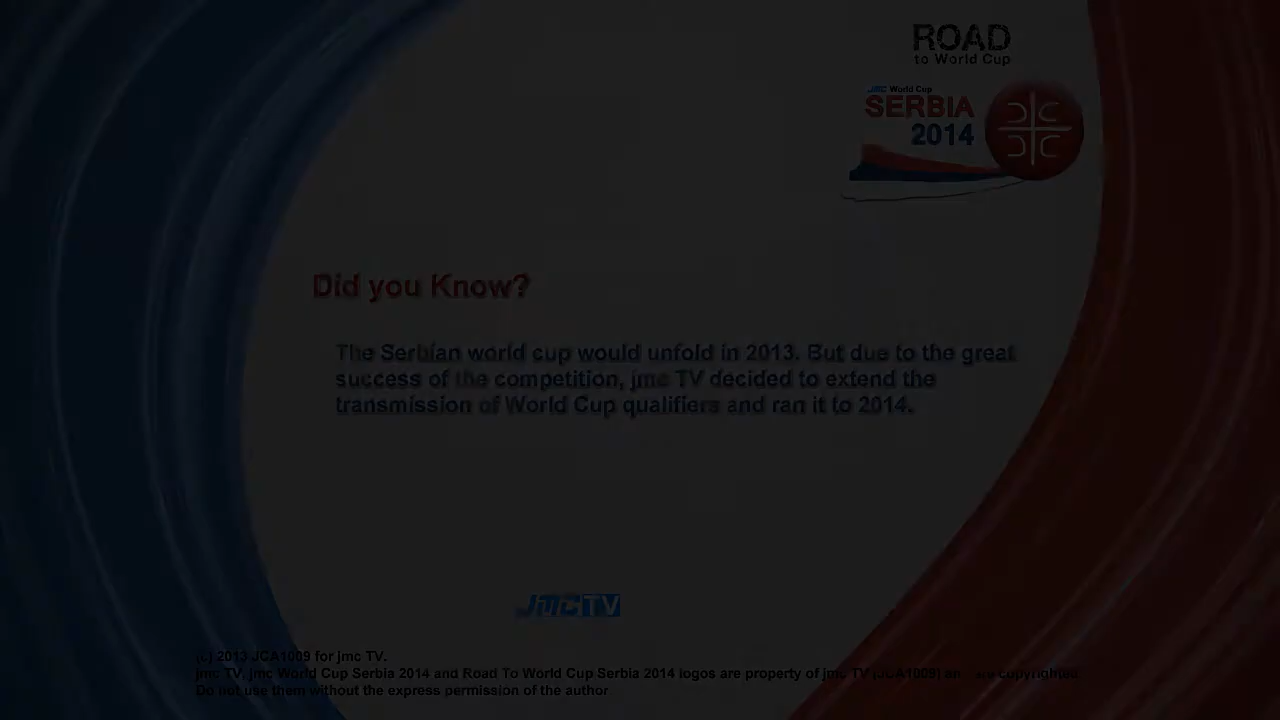 ROAD
to World Cup
JMC World Cup
SERBIA
2014
Did you Know?
The Serbian world cup would unfold in 2013. But due to the great
success of the competition, jmc TV decided to extend the
transmission of World Cup qualifiers and ran it to 2014.
JMCTV
(c) 2013 JCA1009 for jmc TV.
jmc TV, jmc World Cup Serbia 2014 and Road To World Cup Serbia 2014 logos are property of jmc TV (JCA1009) an are copyrighted.
Do not use them without the express permission of the author